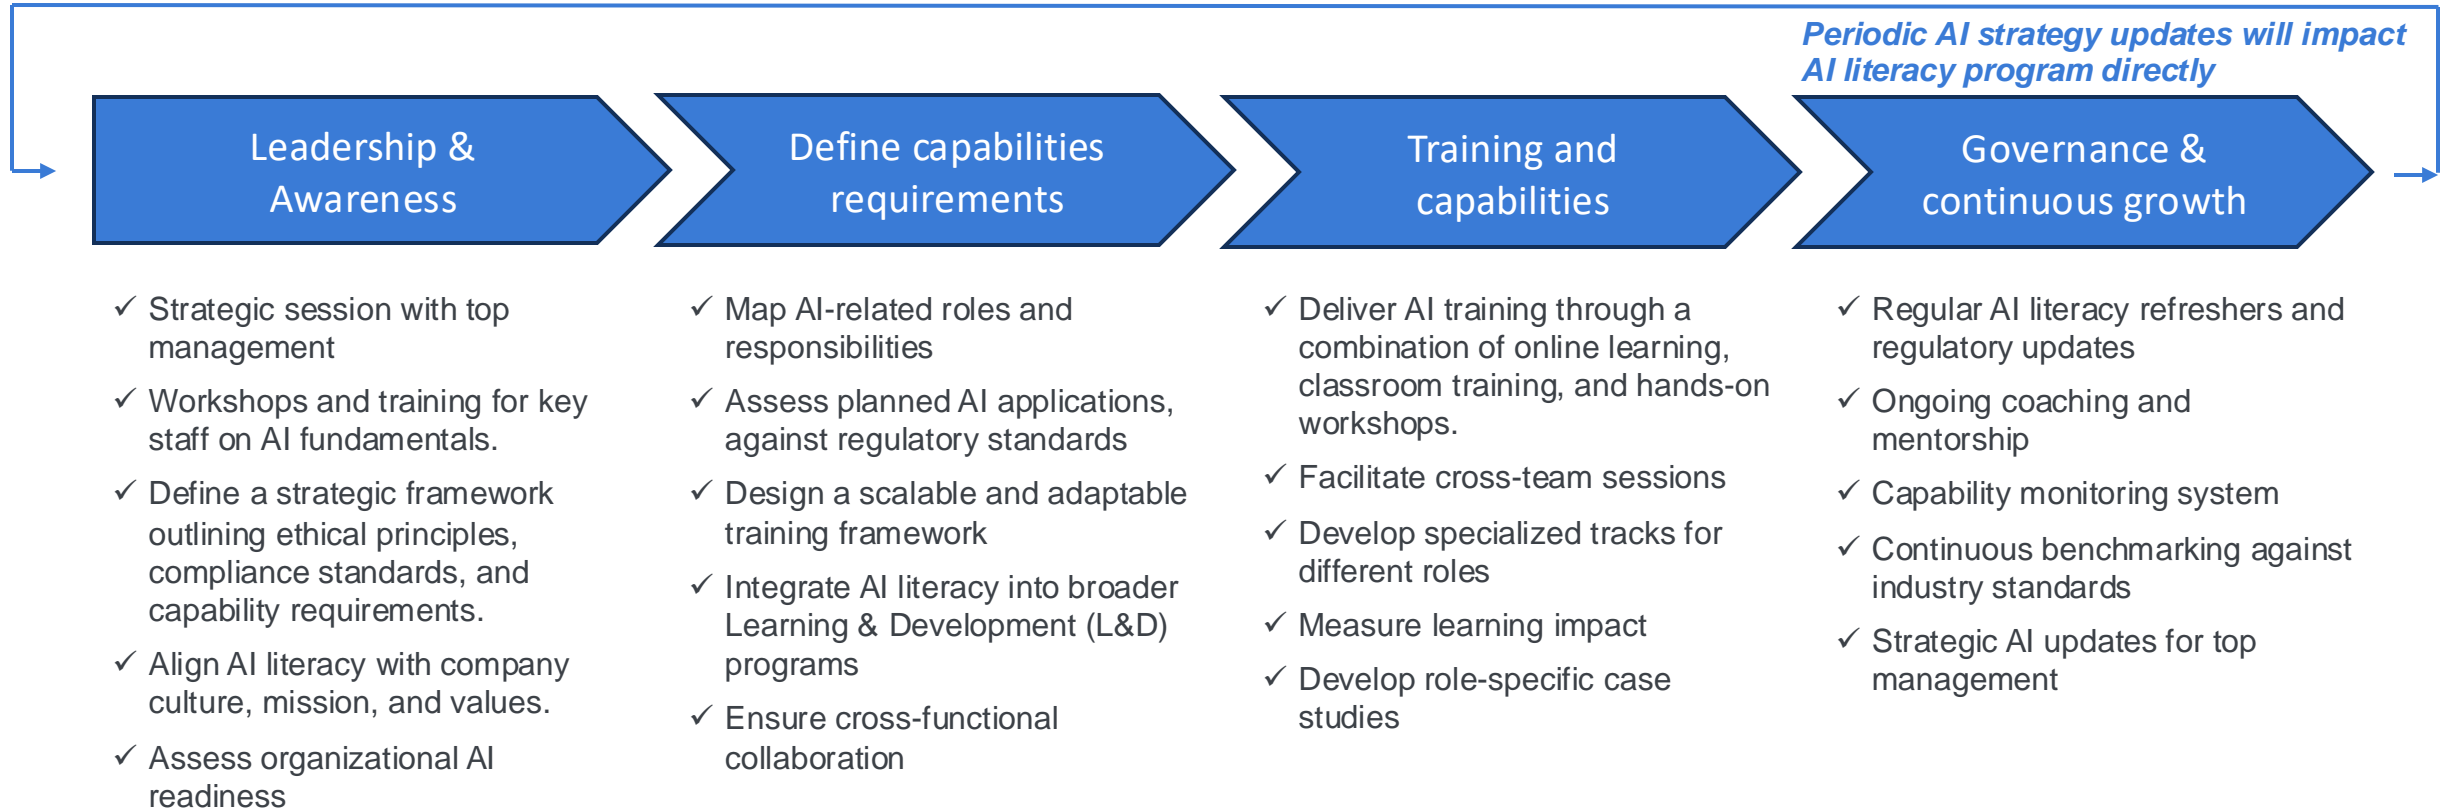 Periodic AI strategy updates will impact
AI literacy program directly
Leadership &
Awareness
Define capabilities
requirements
Training and
capabilities
Governance &
continuous growth
✓ Strategic session with top
management
✓ Workshops and training for key
staff on AI fundamentals.
✓ Define a strategic framework
outlining ethical principles,
compliance standards, and
capability requirements.
✓ Align AI literacy with company
culture, mission, and values.
✓ Assess organizational AI
readiness
✓ Map AI-related roles and
responsibilities
✓ Assess planned AI applications,
against regulatory standards
✓ Design a scalable and adaptable
training framework
✓ Integrate AI literacy into broader
Learning & Development (L&D)
programs
✓ Ensure cross-functional
collaboration
✓ Deliver AI training through a
combination of online learning,
classroom training, and hands-on
workshops.
✓ Facilitate cross-team sessions
✓ Develop specialized tracks for
different roles
✓ Measure learning impact
✓ Develop role-specific case
studies
✓ Regular AI literacy refreshers and
regulatory updates
✓ Ongoing coaching and
mentorship
✓ Capability monitoring system
✓ Continuous benchmarking against
industry standards
✓ Strategic AI updates for top
management